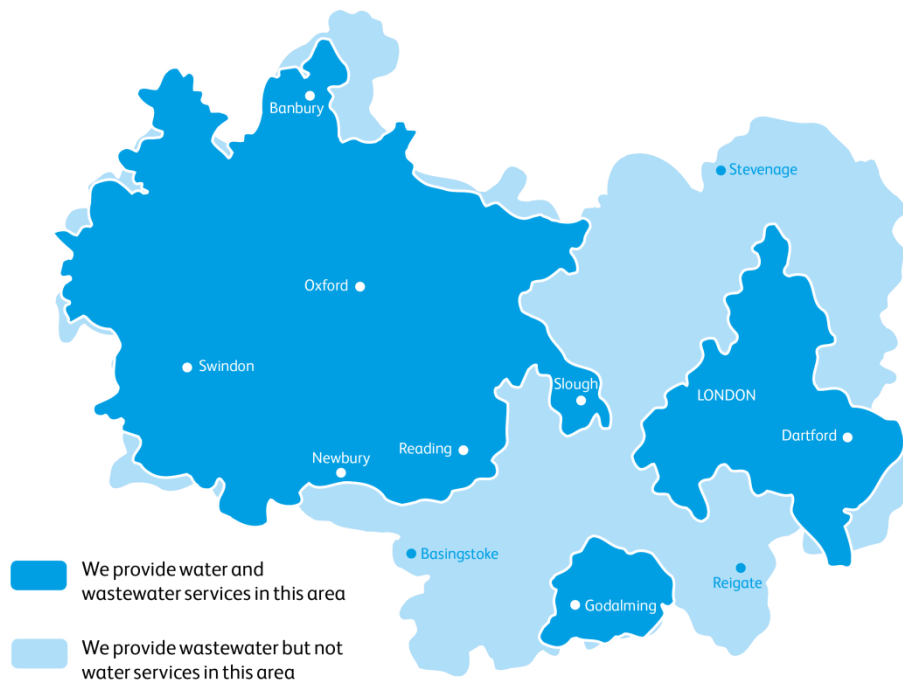 Banbury
Stevenage
Oxford
Swindon
Slough
LONDON
Dartford
Reading
Newbury
Basingstoke
Reigate
Godalming
We provide water and
wastewater services in this area
We provide wastewater but not
water services in this area